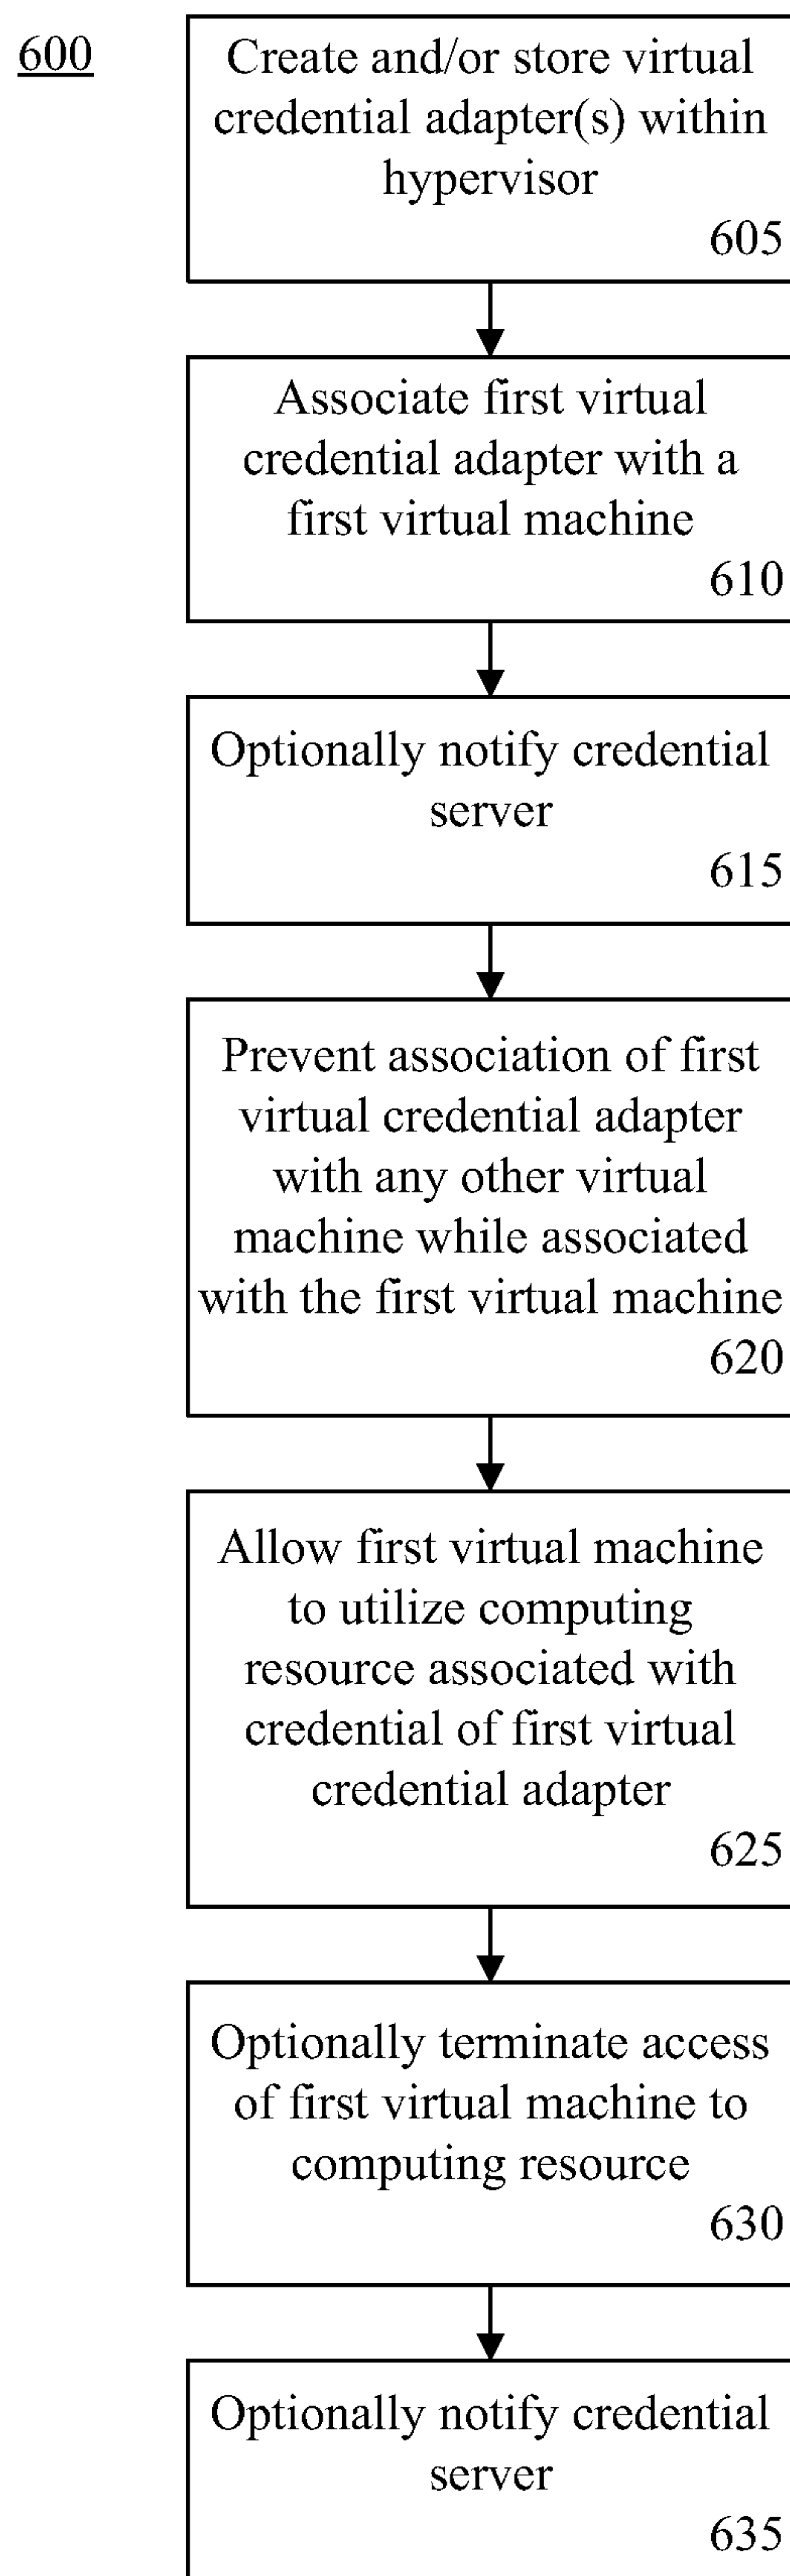 600
Create and/or store virtual
credential adapter(s) within
hypervisor
605
Associate first virtual
credential adapter with a
first virtual machine
610
Optionally notify credential
server
615
Prevent association of first
virtual credential adapter
with any other virtual
machine while associated
with the first virtual machine
620
Allow first virtual machine
to utilize computing
resource associated with
credential of first virtual
credential adapter
625
Optionally terminate access
of first virtual machine to
computing resource
630
Optionally notify credential
server
635